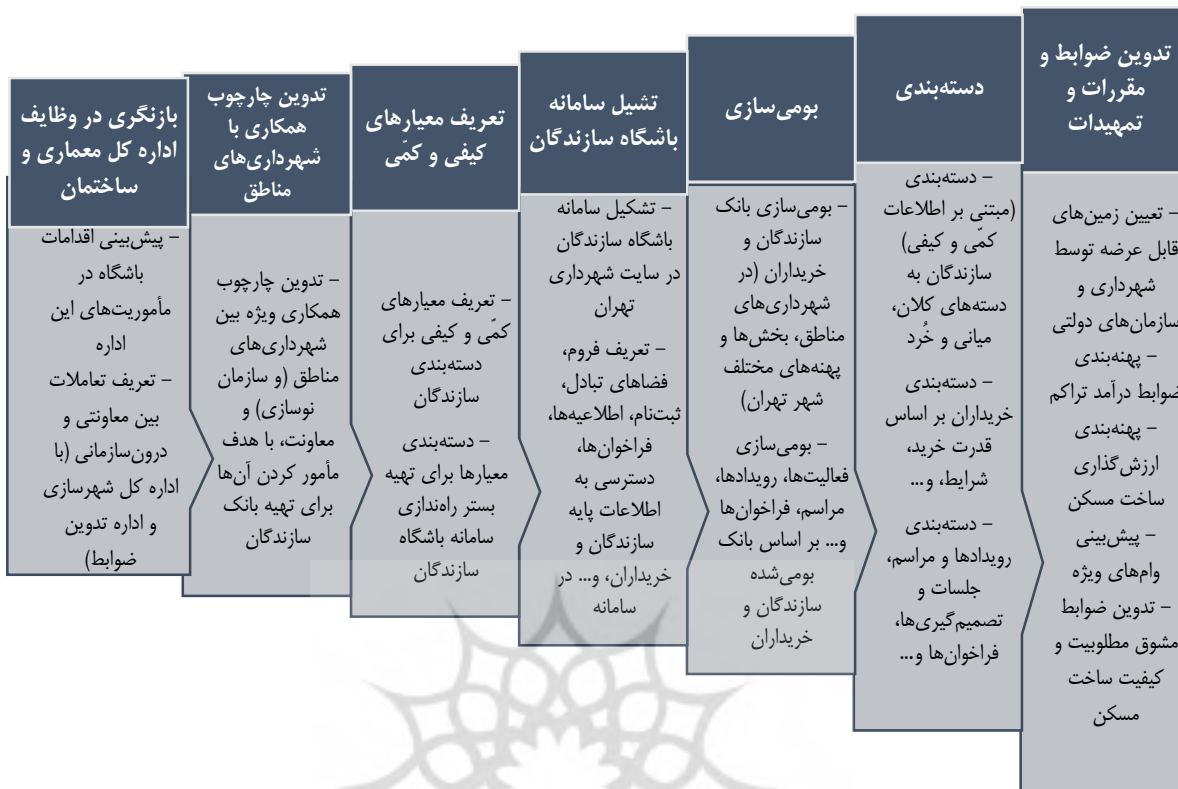 بازنگری در وظایف
اداره کل معماری و
ساختمان
– پیش‌بینی اقدامات
باشگاه در
مأموریت‌های این
اداره
– تعریف تعاملات
بین معاونتی و
درون‌سازمانی (با
اداره کل شهرسازی
و اداره تدوین
ضوابط)
تدوین چارچوب
همکاری با
شهرداری‌های
مناطق
– تدوین چارچوب
همکاری ویژه بین
شهرداری‌های
مناطق (و سازمان
نوسازی) و
معاونت، با هدف
مأمور کردن آن‌ها
برای تهیه بانک
سازندگان
تعریف معیارهای
کیفی و کمّی
– تعریف معیارهای
کمّی و کیفی برای
دسته‌بندی
سازندگان
– دسته‌بندی
معیارها برای تهیه
بستر راه‌اندازی
سامانه باشگاه
سازندگان
تشیل سامانه
باشگاه سازندگان
– تشکیل سامانه
باشگاه سازندگان
در سایت شهرداری
تهران
– تعریف فروم،
فضاهای تبادل،
ثبت‌نام، اطلاعیه‌ها،
فراخوان‌ها،
دسترسی به
اطلاعات پایه
سازندگان و
خریداران، و... در
سامانه
بومی‌سازی
– بومی‌سازی بانک
سازندگان و
خریداران (در
شهرداری‌های
مناطق، بخش‌ها و
پهنه‌های مختلف
شهر تهران)
– بومی‌سازی
فعالیت‌ها، رویدادها،
مراسم، فراخوان‌ها
و... بر اساس بانک
بومی‌شده
سازندگان و
خریداران
دسته‌بندی
– دسته‌بندی
(مبتنی بر اطلاعات
کمّی و کیفی)
سازندگان به
دسته‌های کلان،
میانی و خُرد
– دسته‌بندی
خریداران بر اساس
قدرت خرید،
شرایط، و...
– دسته‌بندی
رویدادها و مراسم،
جلسات و
تصمیم‌گیری‌ها،
فراخوان‌ها و...
تدوین ضوابط و
مقررات و
تمهیدات
– تعیین زمین‌های
قابل عرضه توسط
شهرداری و
سازمان‌های دولتی
– پهنه‌بندی
ضوابط درآمد تراکم
– پهنه‌بندی
ارزش‌گذاری
ساخت مسکن
– پیش‌بینی
وام‌های ویژه
– تدوین ضوابط
مشوق مطلوبیت و
کیفیت ساخت
مسکن